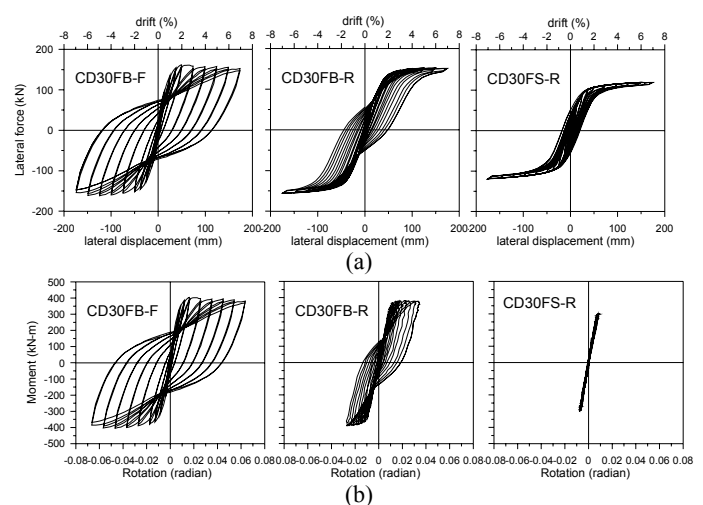 drift (%) drift (%) drift (%)
-8 -6 -4 -2 0 2 4 6 8 -8 -6 -4 -2 0 2 4 6 8 -8 -6 -4 -2 0 2 4 6 8
200
CD30FB-F CD30FB-R CD30FS-R
100
0
-100
-200
Lateral force (kN)
-200 -100 0 100 200 -200 -100 0 100 200 -200 -100 0 100 200
lateral displacement (mm) lateral displacement (mm) lateral displacement (mm)
(a)
500
400
CD30FB-F CD30FB-R CD30FS-R
300
200
100
0
-100
-200
-300
-400
-500
Moment (kN-m)
-0.08 -0.06 -0.04 -0.02 0 0.02 0.04 0.06 0.08 -0.08 -0.06 -0.04 -0.02 0 0.02 0.04 0.06 0.08 -0.08 -0.06 -0.04 -0.02 0 0.02 0.04 0.06 0.08
Rotation (radian) Rotation (radian) Rotation (radian)
(b)